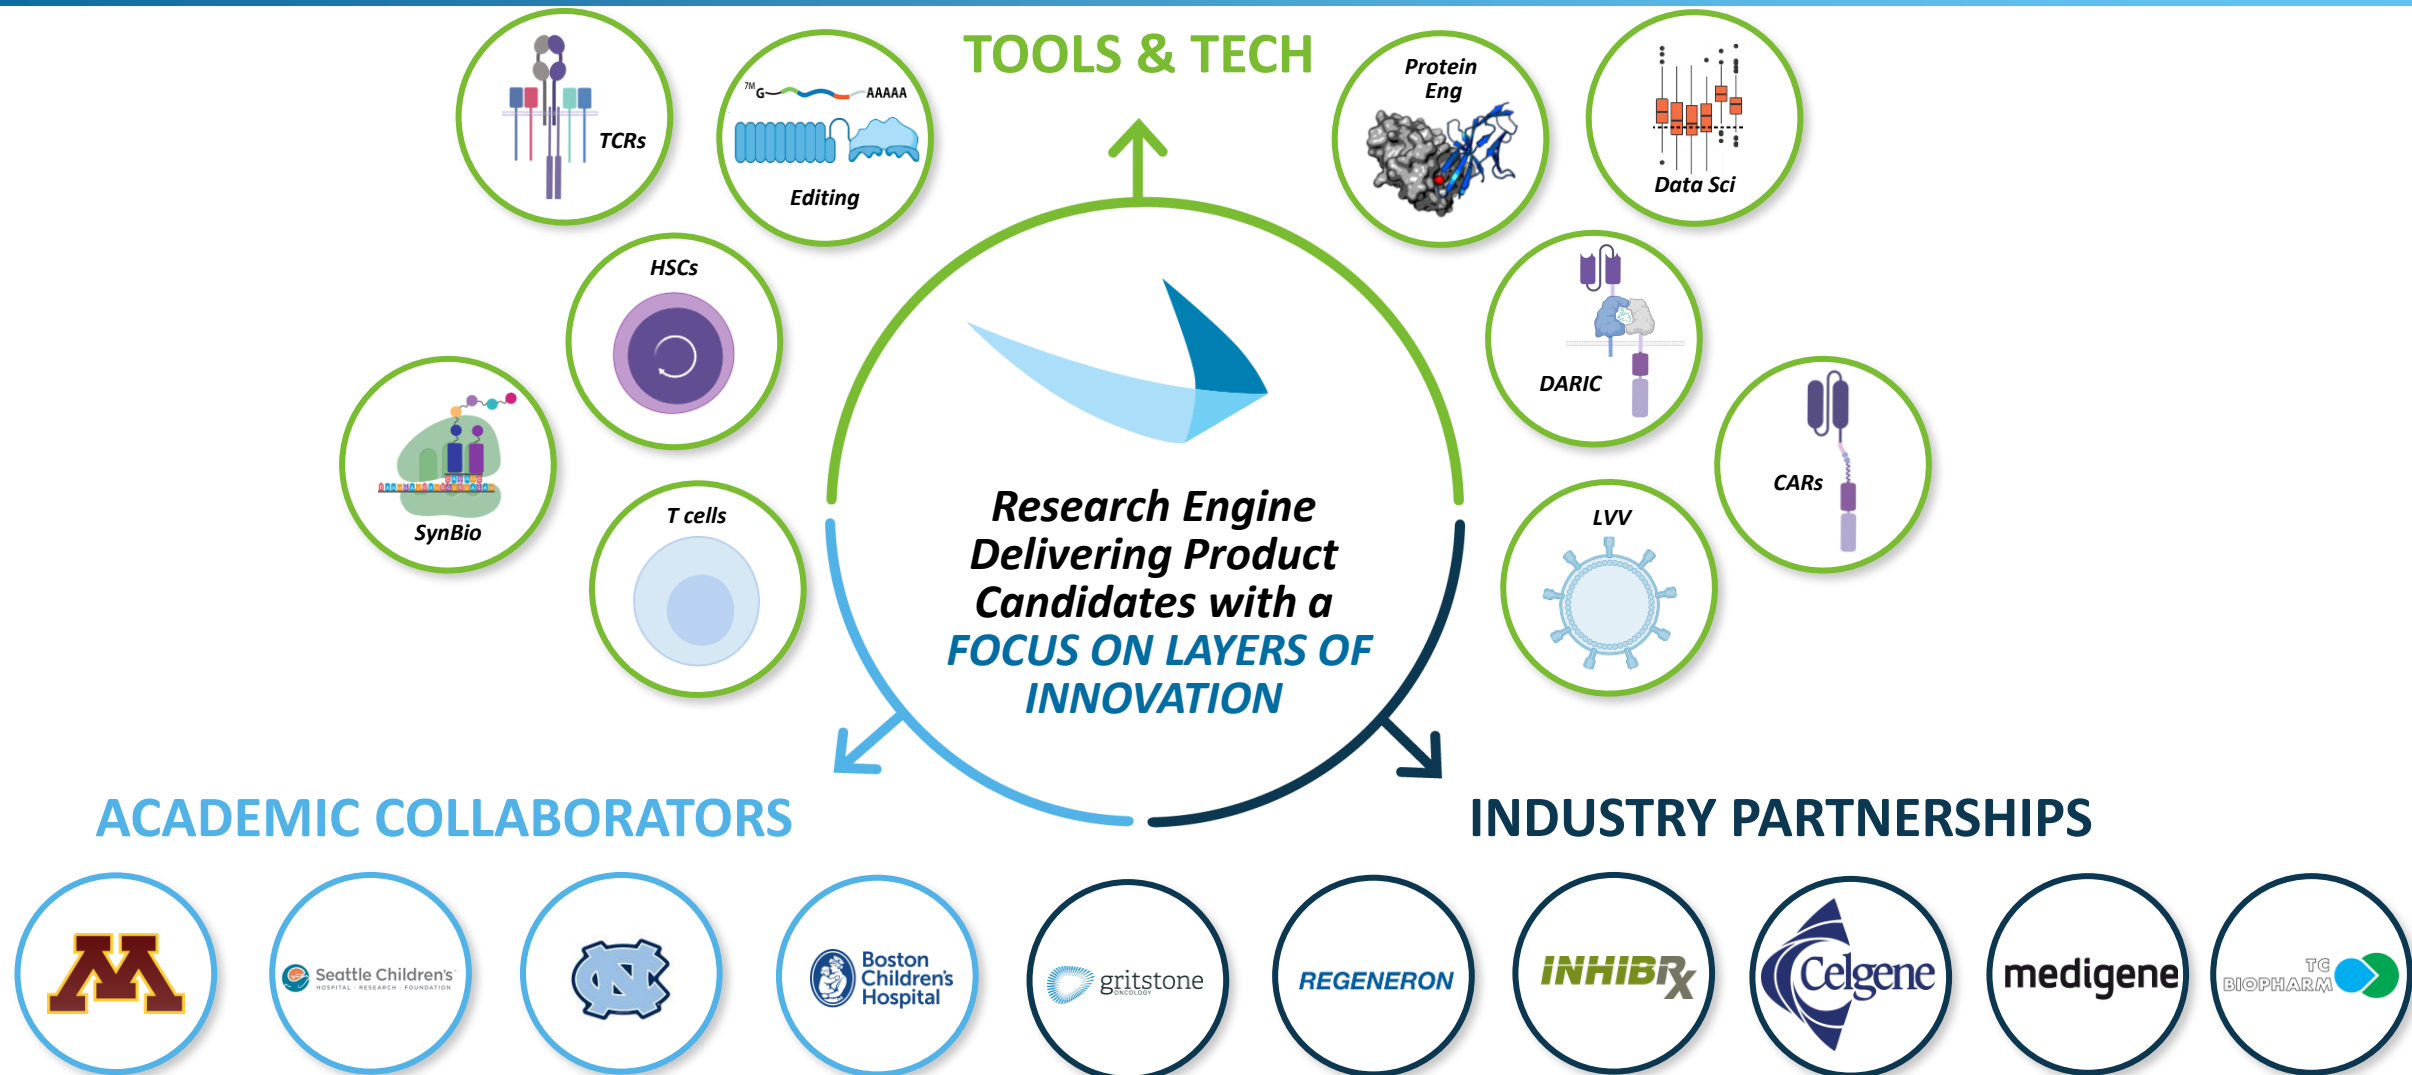 TOOLS & TECH
TCRs
7M G AAAAA
Editing
Protein
Eng
Data Sci
HSCs
DARIC
SynBio
CARs
T cells
LVV
Research Engine
Delivering Product
Candidates with a
FOCUS ON LAYERS OF
INNOVATION
ACADEMIC COLLABORATORS
INDUSTRY PARTNERSHIPS
M
Seattle Children's
HOSPITAL · RESEARCH · FOUNDATION
NC
Boston
Children's
Hospital
gritstone
ONCOLOGY
REGENERON
INHIBRx
Celgene
medigene
TC
BIOPHARM